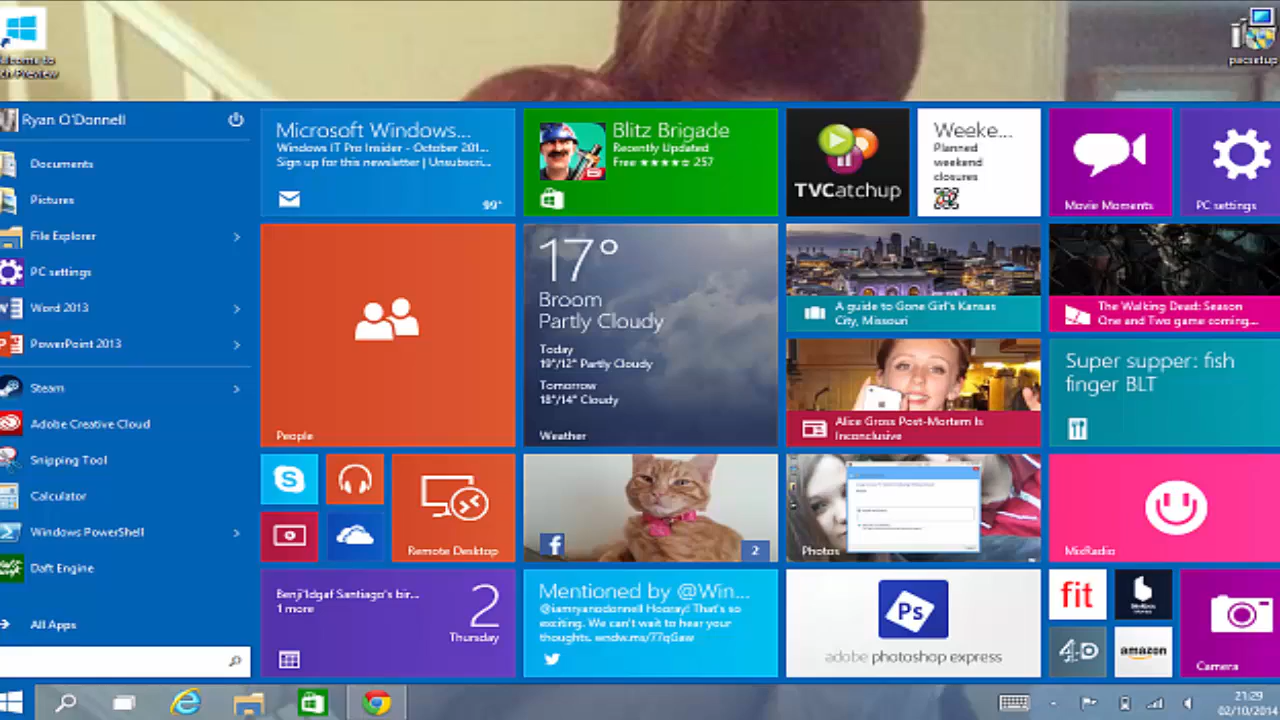 Welcome to
Tech Preview
pacsetup
Ryan O'Donnell
Documents
Pictures
File Explorer
PC settings
Word 2013
PowerPoint 2013
Steam
Adobe Creative Cloud
Snipping Tool
Calculator
Windows PowerShell
Daft Engine
All Apps
Microsoft Windows...
Windows IT Pro Insider - October 201...
Sign up for this newsletter | Unsubscri...
99+
Blitz Brigade
Recently Updated
Free ★★★★☆ 257
TVCatchup
Weeke...
Planned
weekend
closures
Movie Moments
PC settings
People
17°
Broom
Partly Cloudy
Today
19°/12° Partly Cloudy
Tomorrow
18°/14° Cloudy
Weather
A guide to Gone Girl's Kansas
City, Missouri
The Walking Dead: Season
One and Two game coming...
Alice Gross Post-Mortem Is
Inconclusive
Super supper: fish
finger BLT
Remote Desktop
2
Photos
MixRadio
Benji'Idgaf Santiago's bir...
1 more
2
Thursday
Mentioned by @Win...
@iamryanodonnell Hooray! That's so
exciting. We can't wait to hear your
thoughts. wndw.ms/77qGaw
Ps
adobe photoshop express
fit
4oD
amazon
Camera
21:29
02/10/2014